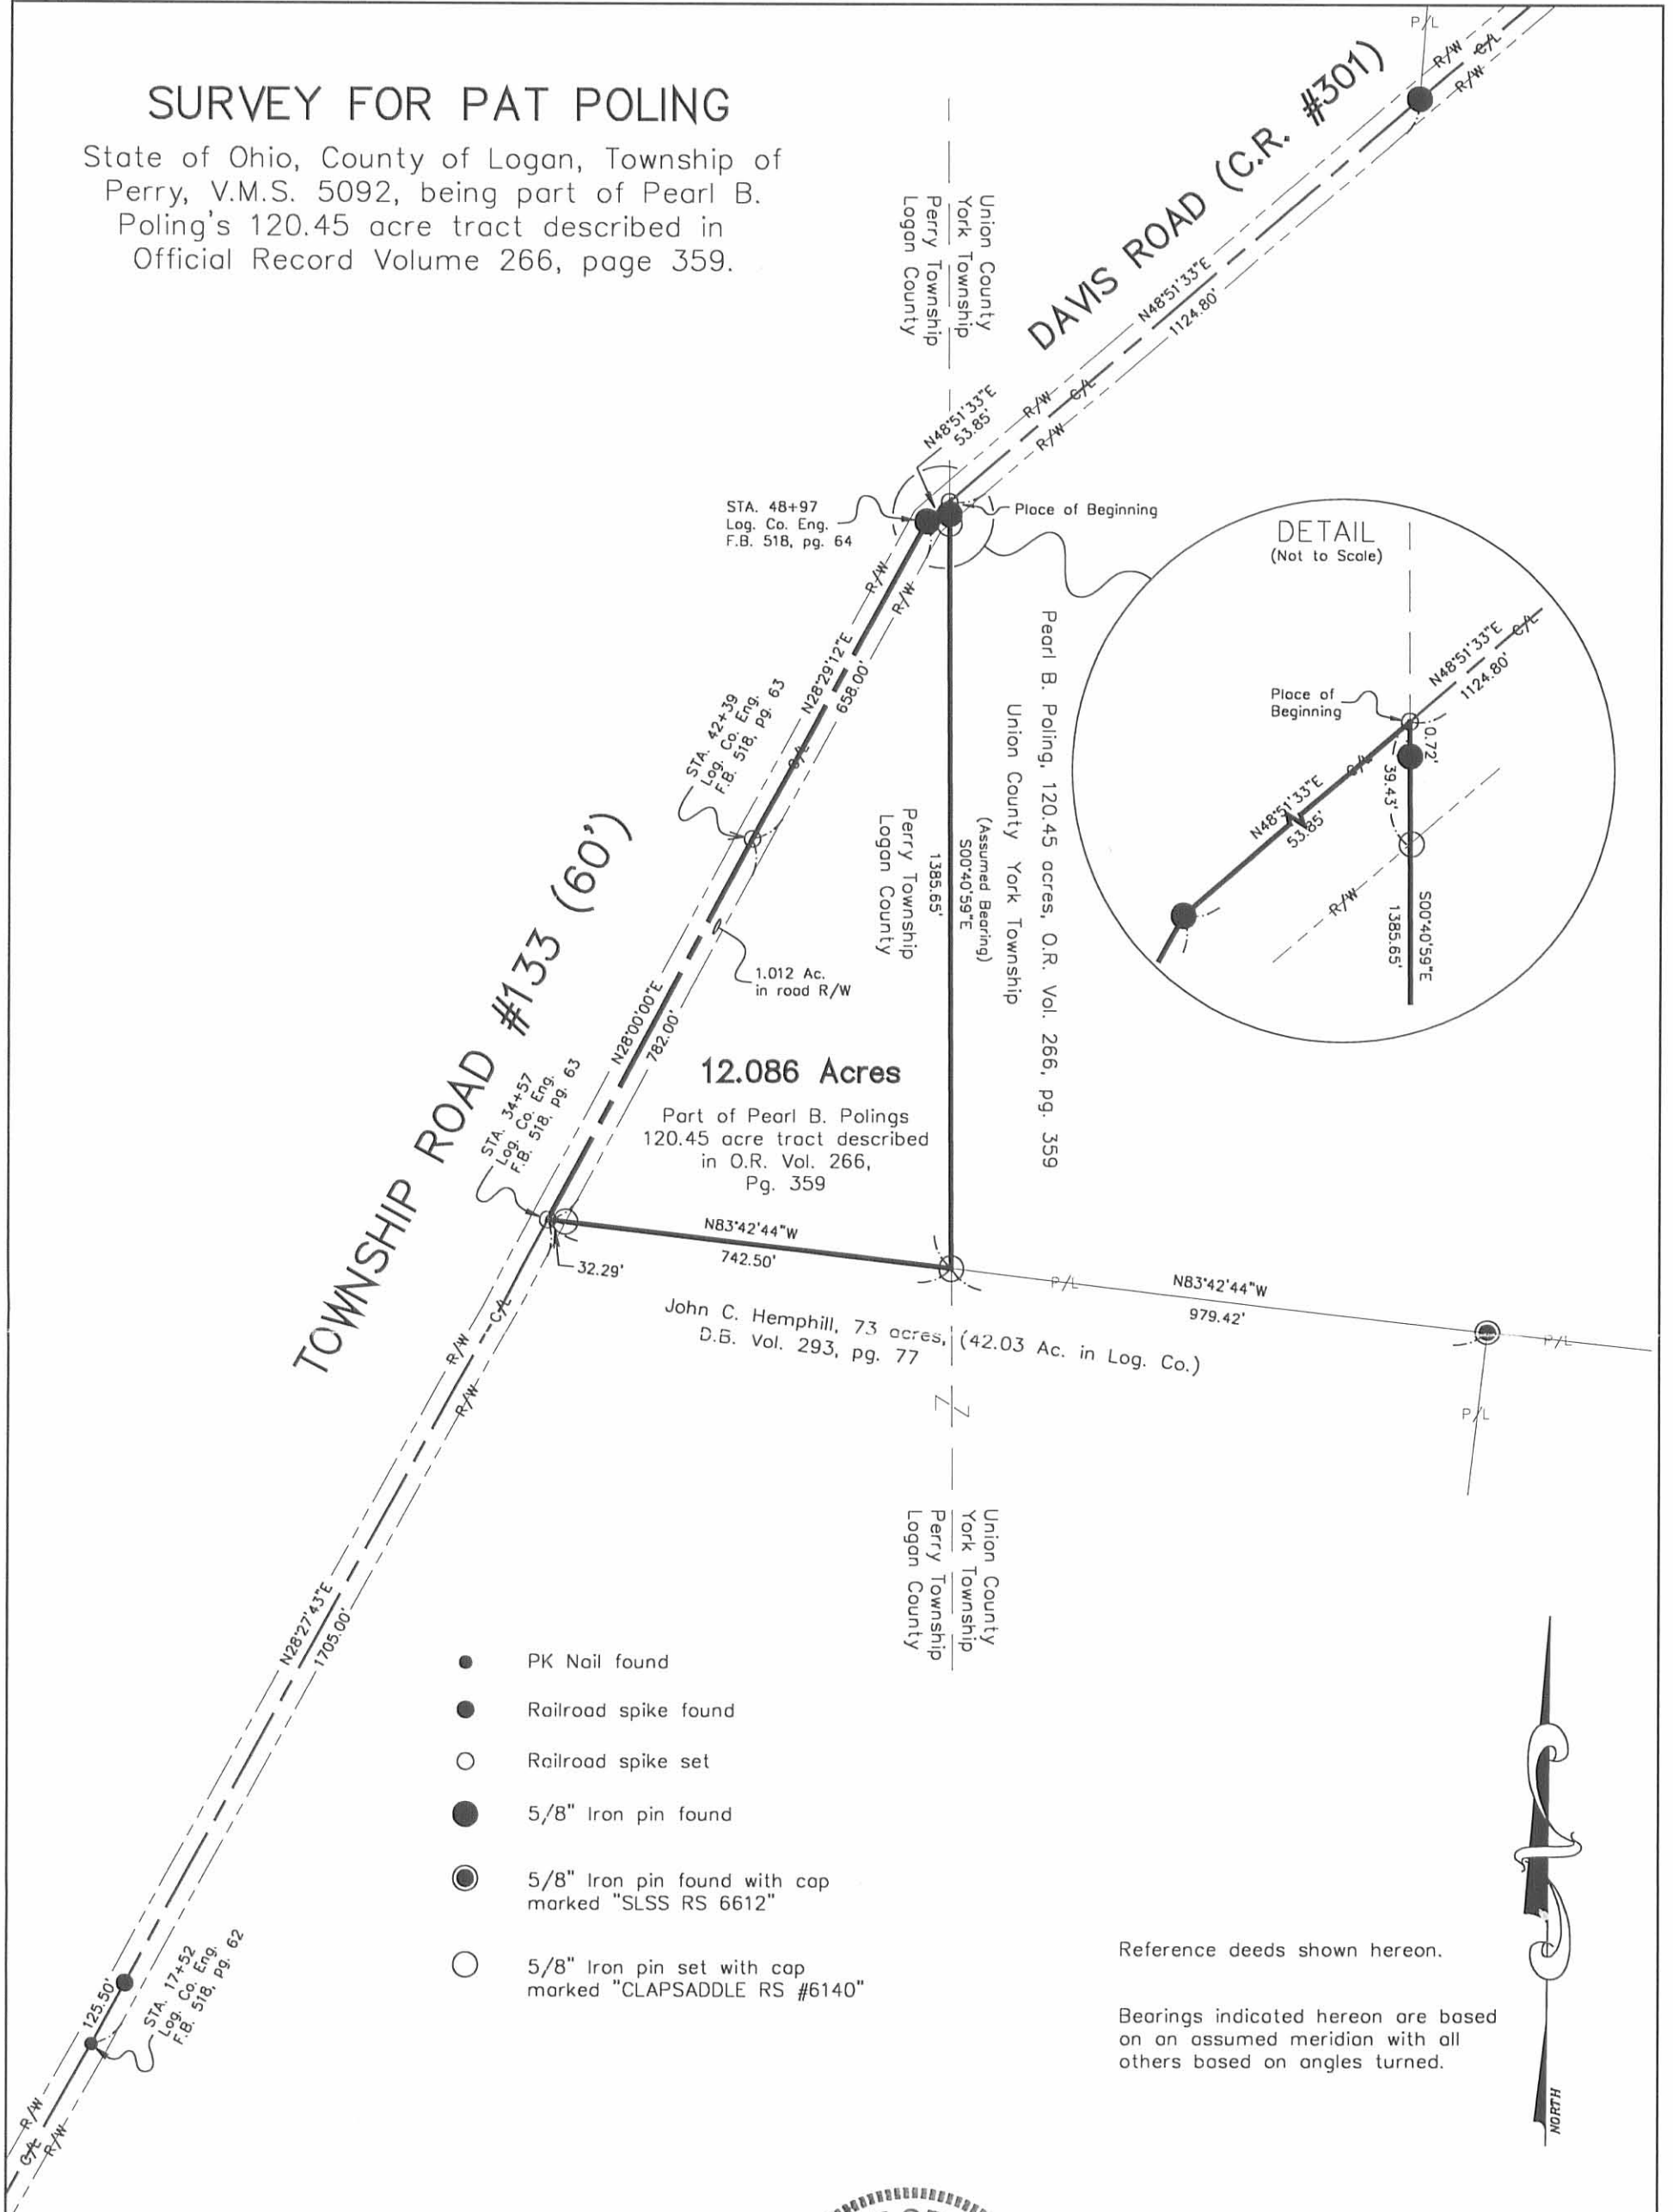 SURVEY FOR PAT POLING
State of Ohio, County of Logan, Township of
Perry, V.M.S. 5092, being part of Pearl B.
Poling's 120.45 acre tract described in
Official Record Volume 266, page 359.
P/L
R/W
C/L
R/W
DAVIS ROAD (C.R. #301)
Union County
York Township
Perry Township
Logan County
N48°51'33"E
1124.80'
R/W
C/L
R/W
N48°51'33"E
53.85'
STA. 48+97
Log. Co. Eng.
F.B. 518, pg. 64
Place of Beginning
DETAIL
(Not to Scale)
N48°51'33"E
C/L
1124.80'
Place of
Beginning
0.72'
39.43'
C/L
N48°51'33"E
53.85'
R/W
S00°40'59"E
1385.65'
R/W
R/W
N28°29'12"E
658.00'
C/L
STA. 42+39
Log. Co. Eng.
F.B. 518, pg. 63
Pearl B. Poling, 120.45 acres, O.R. Vol. 266, pg. 359
Union County York Township
(Assumed Bearing)
S00°40'59"E
1385.65'
Perry Township
Logan County
TOWNSHIP ROAD #133 (60')
1.012 Ac.
in road R/W
N28°00'00"E
782.00'
12.086 Acres
Part of Pearl B. Polings
120.45 acre tract described
in O.R. Vol. 266,
Pg. 359
STA. 34+57
Log. Co. Eng.
F.B. 518, pg. 63
N83°42'44"W
742.50'
32.29'
P/L
N83°42'44"W
979.42'
P/L
P/L
John C. Hemphill, 73 acres, (42.03 Ac. in Log. Co.)
D.B. Vol. 293, pg. 77
R/W
C/L
R/W
Union County
York Township
Perry Township
Logan County
N28°27'43"E
1705.00'
PK Nail found
Railroad spike found
Railroad spike set
5/8" Iron pin found
5/8" Iron pin found with cap
marked "SLSS RS 6612"
5/8" Iron pin set with cap
marked "CLAPSADDLE RS #6140"
125.50'
STA. 17+52
Log. Co. Eng.
F.B. 518, pg. 62
R/W
C/L
R/W
Reference deeds shown hereon.
Bearings indicated hereon are based
on an assumed meridian with all
others based on angles turned.
NORTH